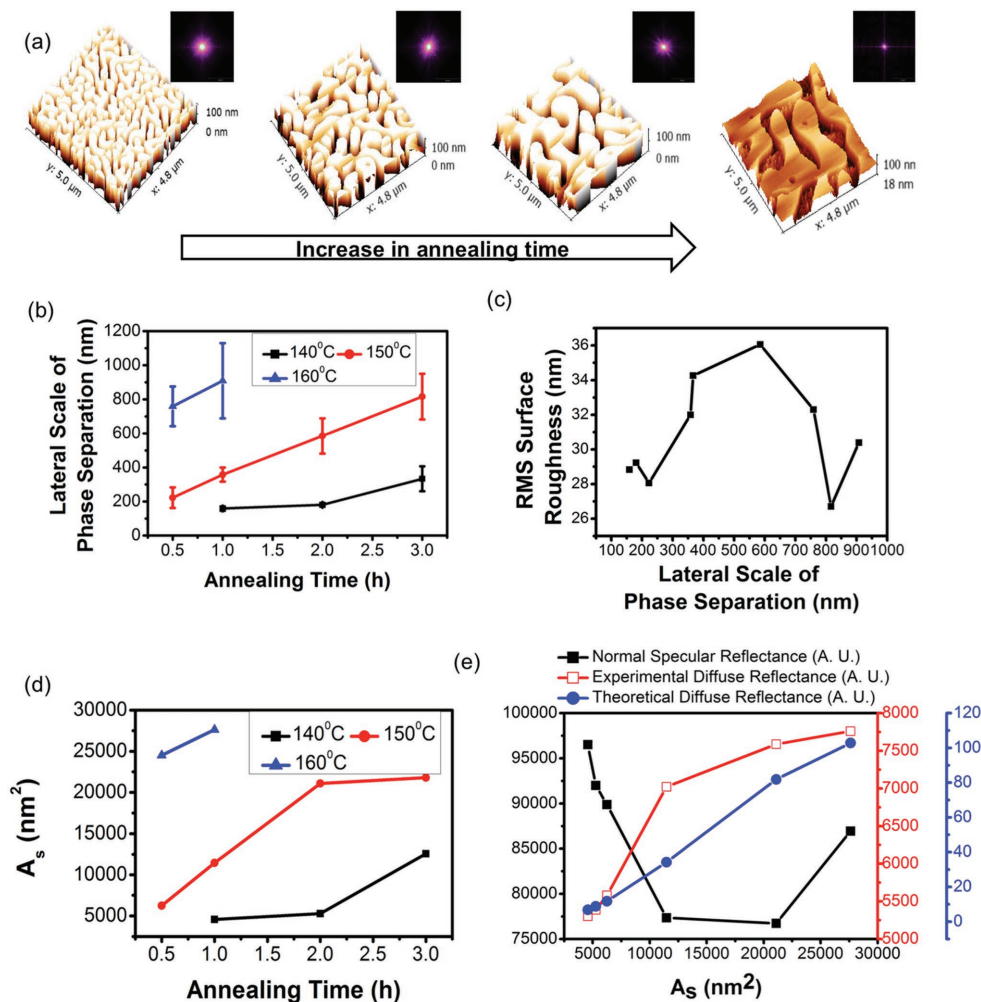 (a)
100 nm
0 nm
y: 5.0 µm
x: 4.8 µm
100 nm
0 nm
y: 5.0 µm
x: 4.8 µm
100 nm
0 nm
y: 5.0 µm
x: 4.8 µm
100 nm
18 nm
y: 5.0 µm
x: 4.8 µm
Increase in annealing time
(b)
Lateral Scale of
Phase Separation (nm)
1200
1000
800
600
400
200
0
140⁰C 150⁰C
160⁰C
0.5 1.0 1.5 2.0 2.5 3.0
Annealing Time (h)
(c)
RMS Surface
Roughness (nm)
36
34
32
30
28
26
100 200 300 400 500 600 700 800 900 1000
Lateral Scale of
Phase Separation (nm)
(d)
As (nm²)
30000
25000
20000
15000
10000
5000
140⁰C 150⁰C
160⁰C
0.5 1.0 1.5 2.0 2.5 3.0
Annealing Time (h)
(e)
Normal Specular Reflectance (A. U.)
Experimental Diffuse Reflectance (A. U.)
Theoretical Diffuse Reflectance (A. U.)
100000
95000
90000
85000
80000
75000
8000
7500
7000
6500
6000
5500
5000
120
100
80
60
40
20
0
5000 10000 15000 20000 25000 30000
As (nm²)